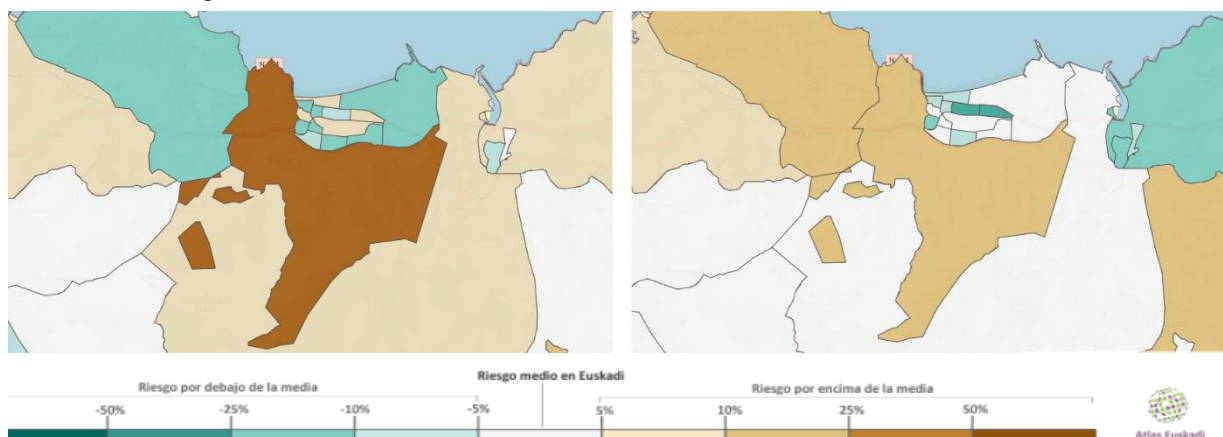 N
N
Riesgo por debajo de la media
Riesgo medio en Euskadi
Riesgo por encima de la media
-50%
-25%
-10%
-5%
5%
10%
25%
50%
Atlas Euskadi